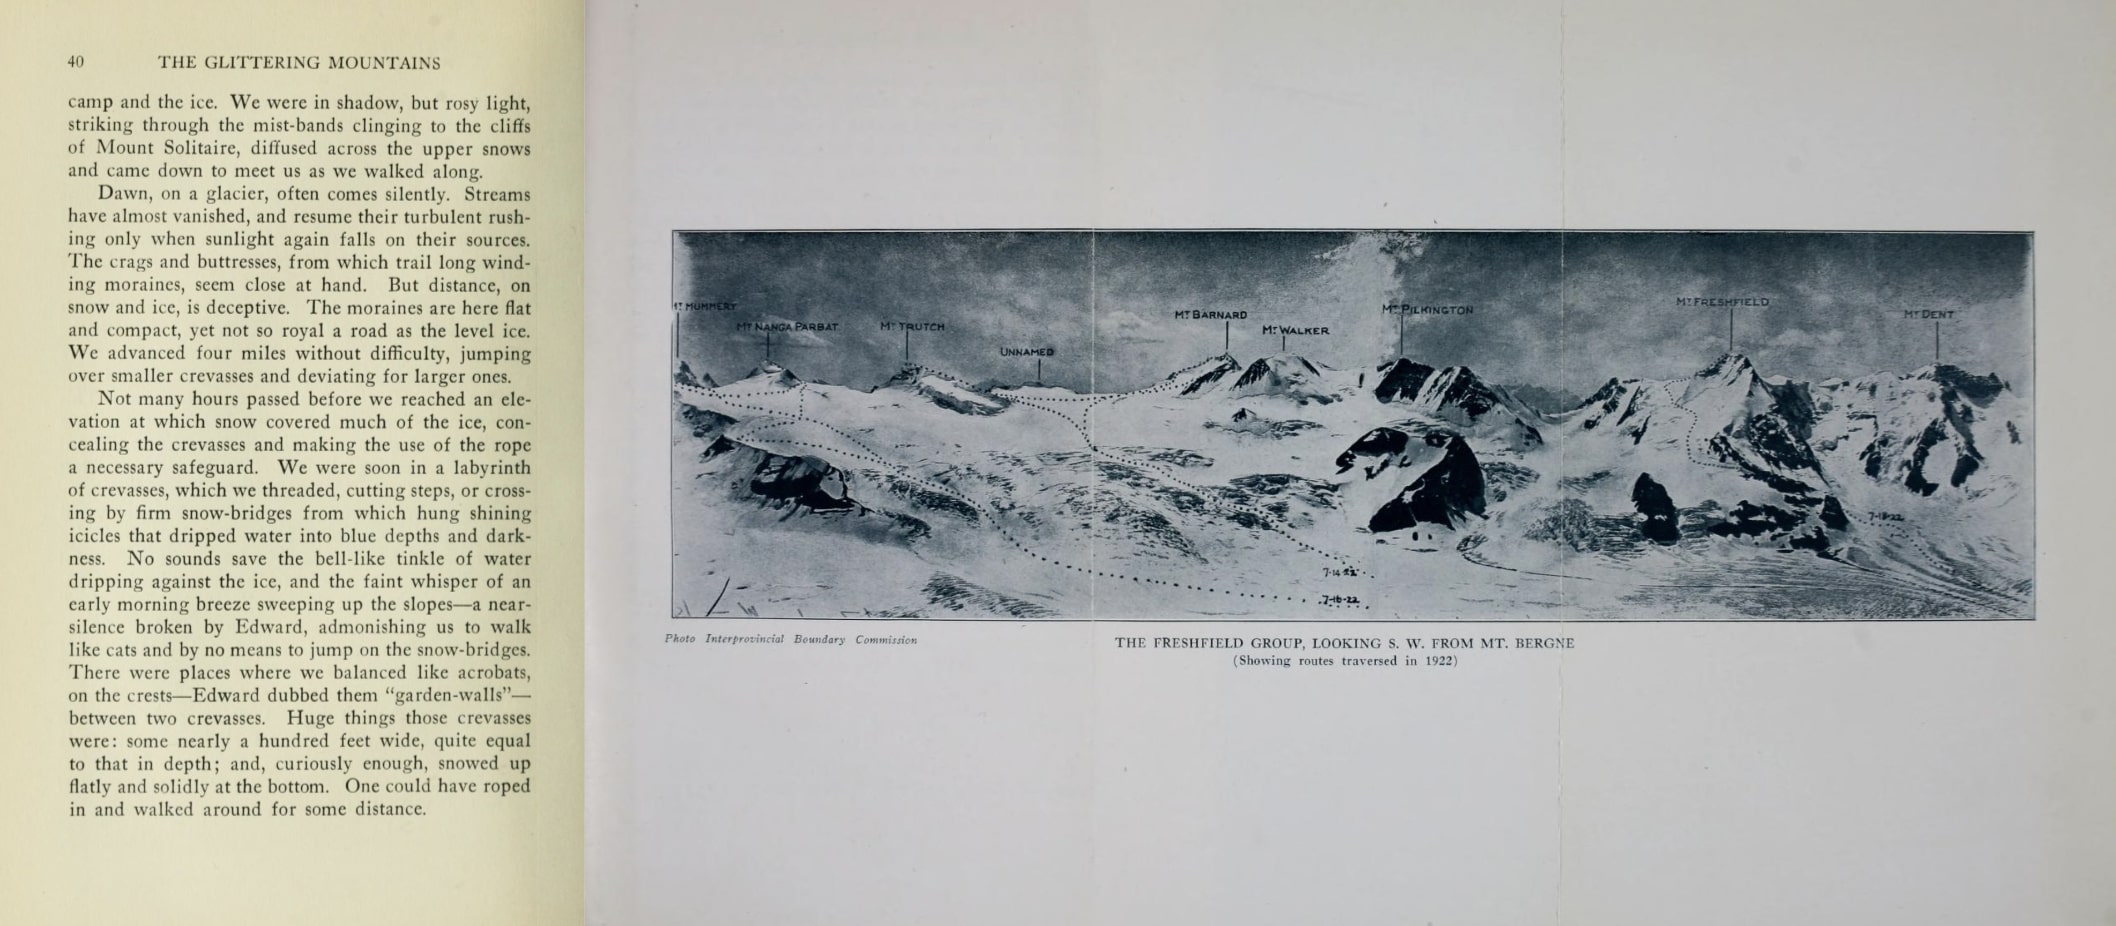 40 THE GLITTERING MOUNTAINS
camp and the ice. We were in shadow, but rosy light,
striking through the mist-bands clinging to the cliffs
of Mount Solitaire, diffused across the upper snows
and came down to meet us as we walked along.
Dawn, on a glacier, often comes silently. Streams
have almost vanished, and resume their turbulent rush-
ing only when sunlight again falls on their sources.
The crags and buttresses, from which trail long wind-
ing moraines, seem close at hand. But distance, on
snow and ice, is deceptive. The moraines are here flat
and compact, yet not so royal a road as the level ice.
We advanced four miles without difficulty, jumping
over smaller crevasses and deviating for larger ones.
Not many hours passed before we reached an ele-
vation at which snow covered much of the ice, con-
cealing the crevasses and making the use of the rope
a necessary safeguard. We were soon in a labyrinth
of crevasses, which we threaded, cutting steps, or cross-
ing by firm snow-bridges from which hung shining
icicles that dripped water into blue depths and dark-
ness. No sounds save the bell-like tinkle of water
dripping against the ice, and the faint whisper of an
early morning breeze sweeping up the slopes—a near-
silence broken by Edward, admonishing us to walk
like cats and by no means to jump on the snow-bridges.
There were places where we balanced like acrobats,
on the crests—Edward dubbed them "garden-walls"—
between two crevasses. Huge things those crevasses
were: some nearly a hundred feet wide, quite equal
to that in depth; and, curiously enough, snowed up
flatly and solidly at the bottom. One could have roped
in and walked around for some distance.
MT MUMMERY
MT NANGA PARBAT
MT TRUTCH
UNNAMED
MT BARNARD
MT WALKER
MT PILKINGTON
MT FRESHFIELD
MT DENT
7-18-22
7-14-22
7-16-22
Photo Interprovincial Boundary Commission
THE FRESHFIELD GROUP, LOOKING S. W. FROM MT. BERGNE
(Showing routes traversed in 1922)